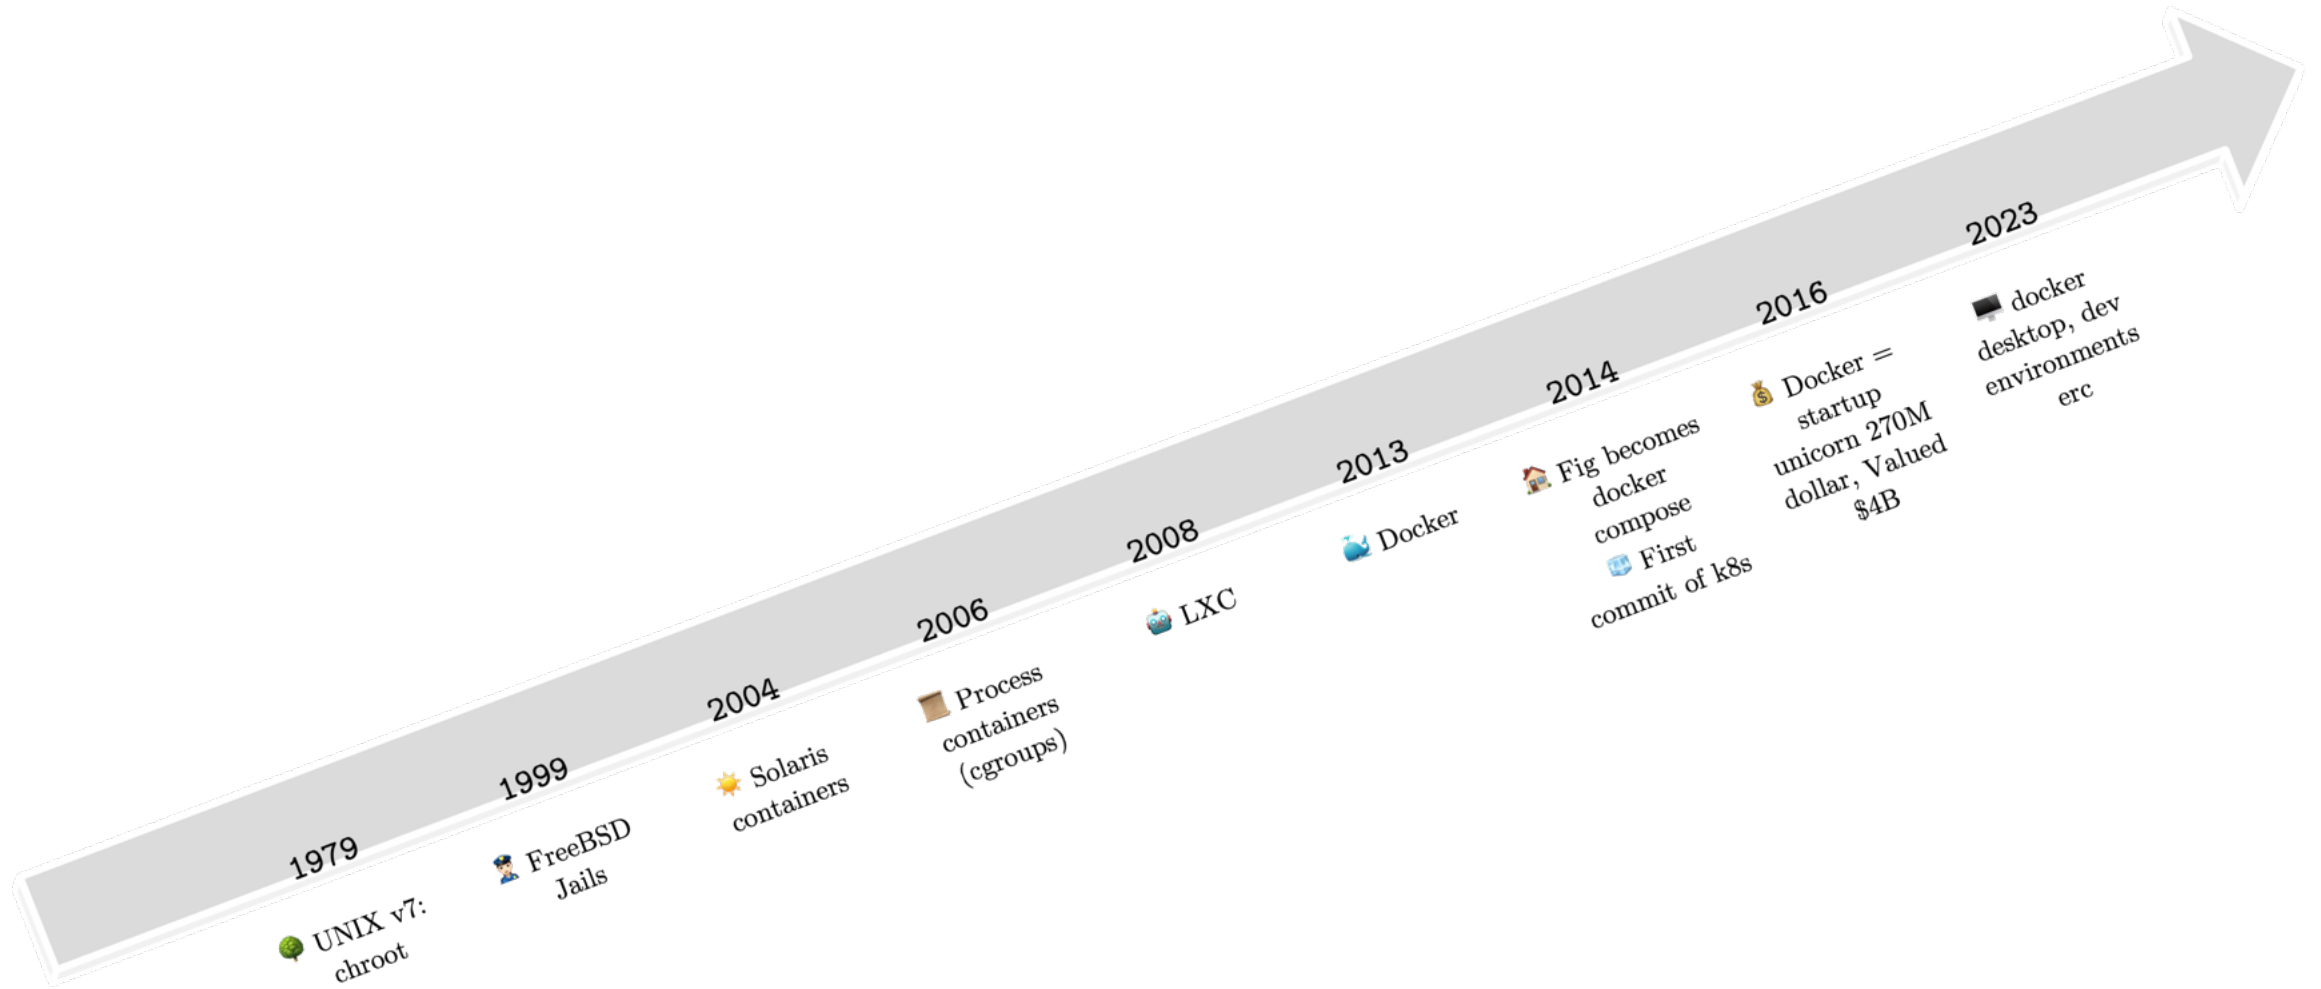 1979
🌳 UNIX v7:
chroot
1999
👮 FreeBSD
Jails
2004
☀️ Solaris
containers
2006
📜 Process
containers
(cgroups)
2008
🤖 LXC
2013
🐳 Docker
2014
🏠 Fig becomes
docker
compose
🧊 First
commit of k8s
2016
💰 Docker =
startup
unicorn 270M
dollar, Valued
$4B
2023
🖥️ docker
desktop, dev
environments
erc